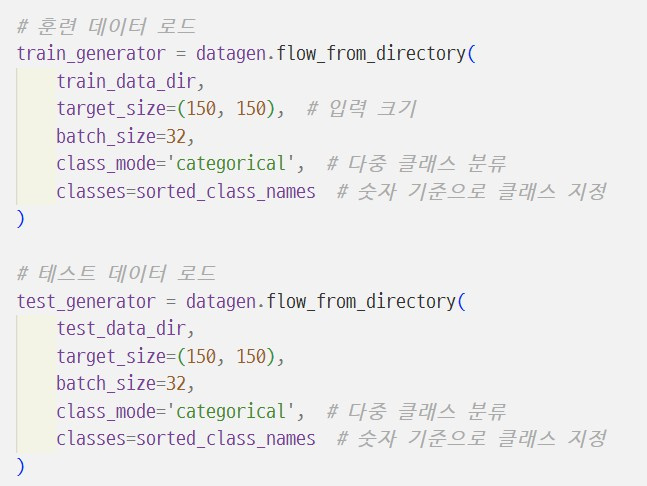 # 훈련 데이터 로드
train_generator = datagen.flow_from_directory(
    train_data_dir,
    target_size=(150, 150),  # 입력 크기
    batch_size=32,
    class_mode='categorical',  # 다중 클래스 분류
    classes=sorted_class_names  # 숫자 기준으로 클래스 지정
)

# 테스트 데이터 로드
test_generator = datagen.flow_from_directory(
    test_data_dir,
    target_size=(150, 150),
    batch_size=32,
    class_mode='categorical',  # 다중 클래스 분류
    classes=sorted_class_names  # 숫자 기준으로 클래스 지정
)